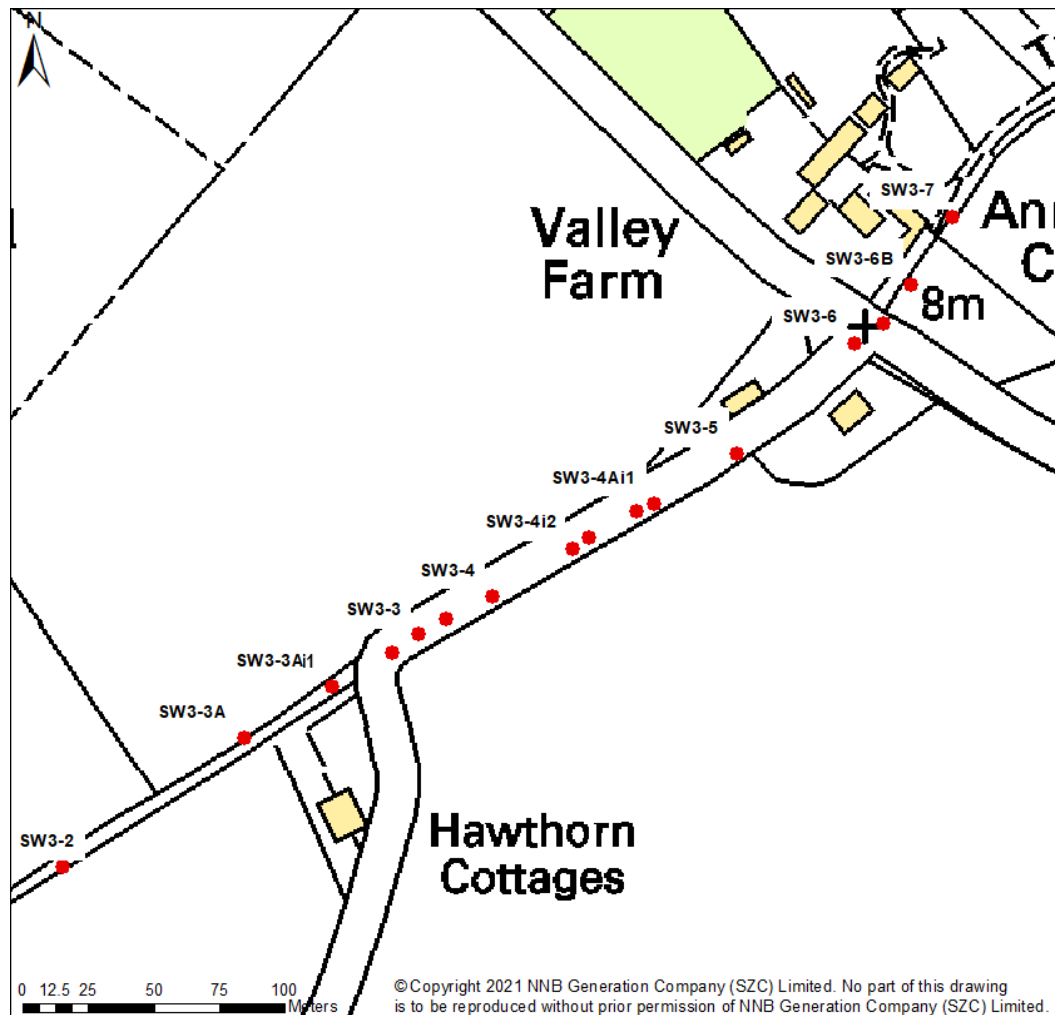 N
SW3-7
Valley
Farm
Ann
C
SW3-6B
8m
SW3-6
SW3-5
SW3-4Ai1
SW3-4i2
SW3-4
SW3-3
SW3-3Ai1
SW3-3A
SW3-2
Hawthorn
Cottages
0 12.5 25 50 75 100
Meters
© Copyright 2021 NNB Generation Company (SZC) Limited. No part of this drawing
is to be reproduced without prior permission of NNB Generation Company (SZC) Limited.